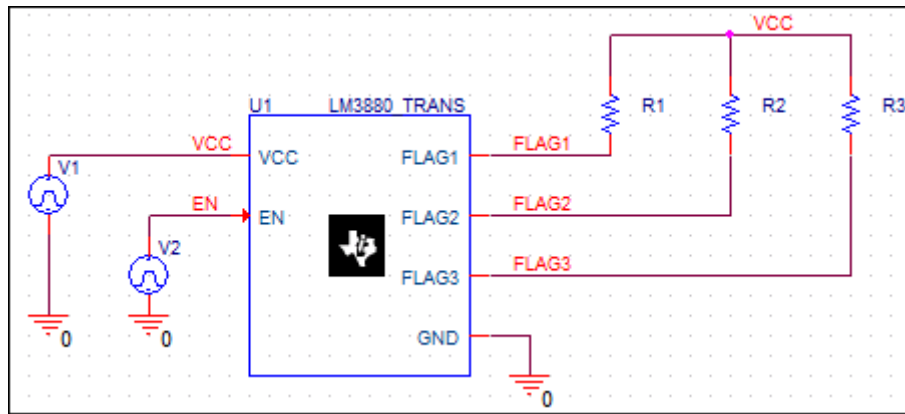 VCC
U1 LM3880_TRANS
R1 R2 R3
VCC VCC FLAG1 FLAG1
V1
EN EN FLAG2 FLAG2
V2
FLAG3 FLAG3
GND
0 0
0